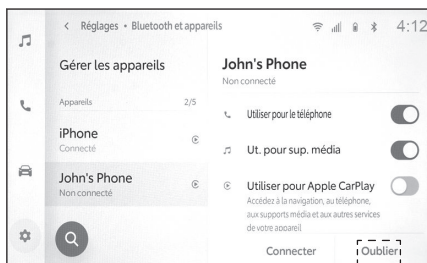 < Réglages • Bluetooth et appareils
4:12
Gérer les appareils
Appareils 2/5
iPhone
Connecté
John's Phone
Non connecté
John's Phone
Non connecté
Utiliser pour le téléphone
Ut. pour sup. média
Utiliser pour Apple CarPlay
Accédez à la navigation, au téléphone,
aux supports média et aux autres services
de votre appareil
Connecter
Oublier